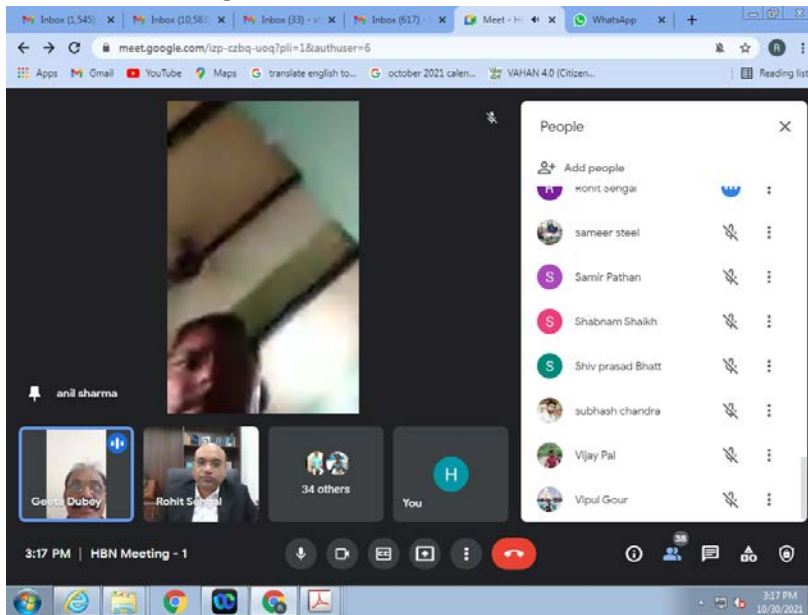 Inbox (1,545)
Inbox (10,583
Inbox (33) - s
Inbox (617) -
Meet - H
WhatsApp
meet.google.com/izp-czbq-uoq?pli=1&authuser=6
Apps
Gmail
YouTube
Maps
translate english to...
october 2021 calen...
VAHAN 4.0 (Citizen...
Reading list
People
Add people
Rohit Sehgal
sameer steel
S
Samir Pathan
S
Shabnam Shaikh
S
Shiv prasad Bhatt
subhash chandra
Vijay Pal
Vipul Gour
anil sharma
Geeta Dubey
Rohit Sehgal
34 others
H
You
3:17 PM | HBN Meeting - 1
38
3:17 PM
10/30/2021